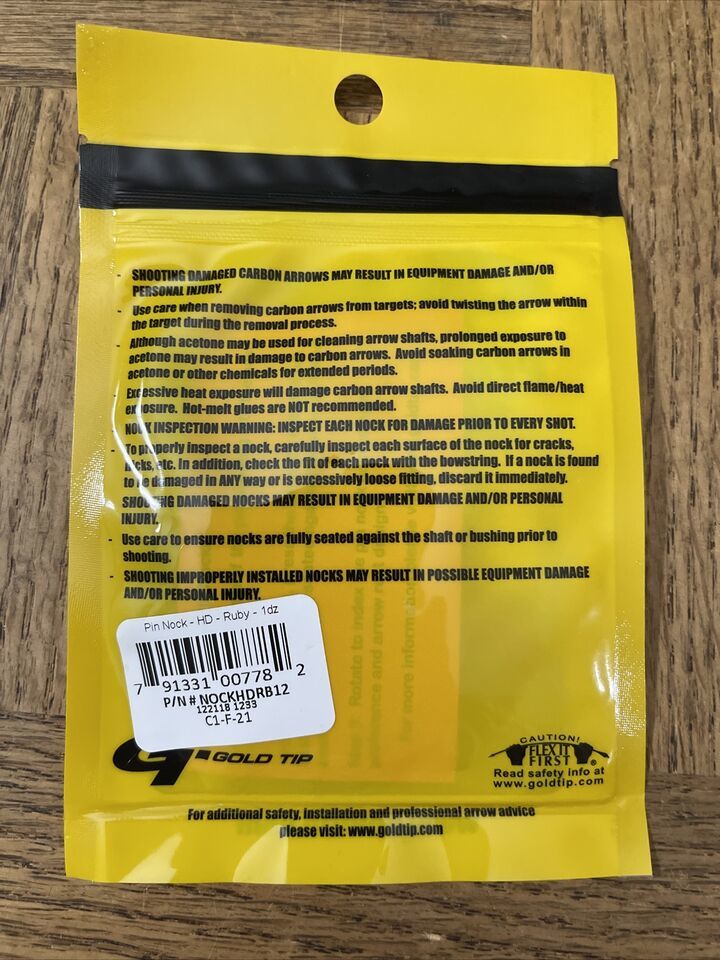 - SHOOTING DAMAGED CARBON ARROWS MAY RESULT IN EQUIPMENT DAMAGE AND/OR
PERSONAL INJURY.
- Use care when removing carbon arrows from targets; avoid twisting the arrow within
the target during the removal process.
- Although acetone may be used for cleaning arrow shafts, prolonged exposure to
acetone may result in damage to carbon arrows. Avoid soaking carbon arrows in
acetone or other chemicals for extended periods.
- Excessive heat exposure will damage carbon arrow shafts. Avoid direct flame/heat
exposure. Hot-melt glues are NOT recommended.
- NOCK INSPECTION WARNING: INSPECT EACH NOCK FOR DAMAGE PRIOR TO EVERY SHOT.
- To properly inspect a nock, carefully inspect each surface of the nock for cracks,
nicks, etc. In addition, check the fit of each nock with the bowstring. If a nock is found
to be damaged in ANY way or is excessively loose fitting, discard it immediately.
SHOOTING DAMAGED NOCKS MAY RESULT IN EQUIPMENT DAMAGE AND/OR PERSONAL
INJURY.
- Use care to ensure nocks are fully seated against the shaft or bushing prior to
shooting.
- SHOOTING IMPROPERLY INSTALLED NOCKS MAY RESULT IN POSSIBLE EQUIPMENT DAMAGE
AND/OR PERSONAL INJURY.
Pin Nock - HD - Ruby - 1dz
7 91331 00778 2
P/N # NOCKHDRB12
122118 1233
C1-F-21
GOLD TIP
CAUTION!
FLEX IT
FIRST®
Read safety info at
www.goldtip.com
For additional safety, installation and professional arrow advice
please visit: www.goldtip.com